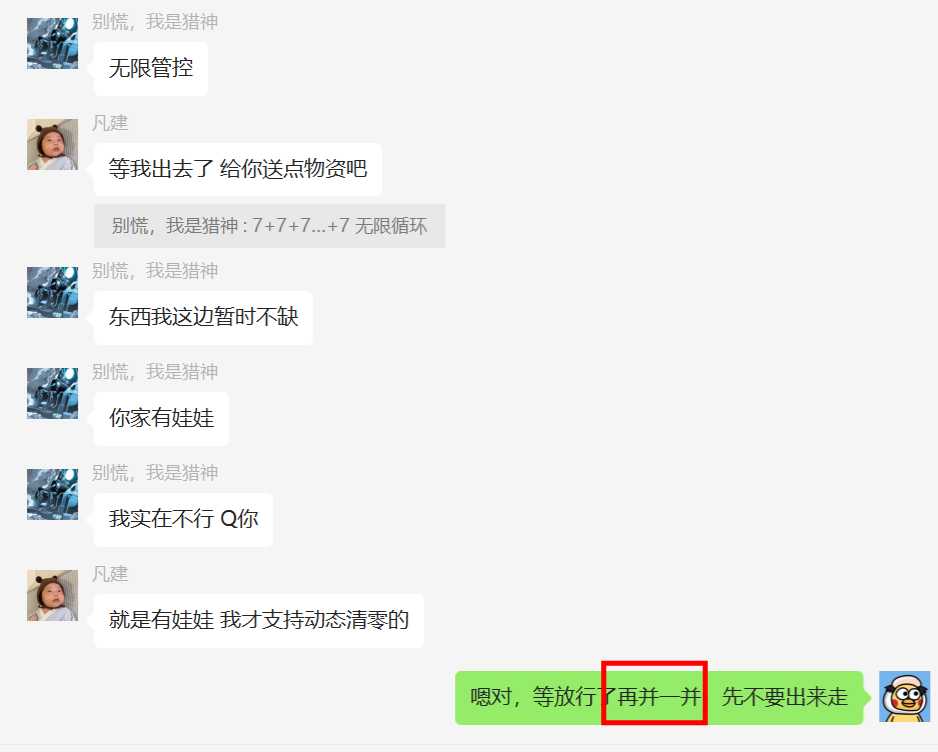 别慌，我是猎神
无限管控
凡建
等我出去了 给你送点物资吧
别慌，我是猎神 : 7+7+7...+7 无限循环
别慌，我是猎神
东西我这边暂时不缺
别慌，我是猎神
你家有娃娃
别慌，我是猎神
我实在不行 Q你
凡建
就是有娃娃 我才支持动态清零的
嗯对，等放行了再并一并 先不要出来走